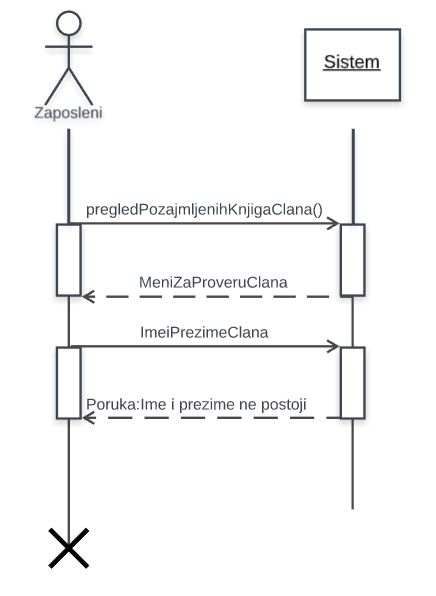 Sistem
Zaposleni
pregledPozajmljenihKnjigaClana()
MeniZaProveruClana
ImeiPrezimeClana
Poruka:Ime i prezime ne postoji